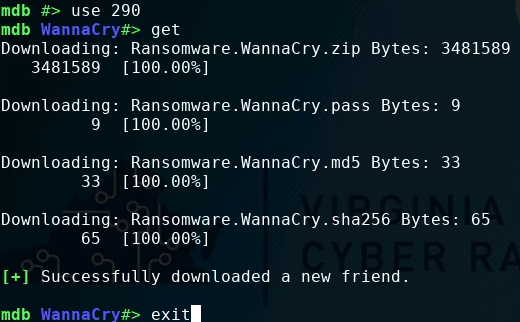 mdb #> use 290
mdb WannaCry#> get
Downloading: Ransomware.WannaCry.zip Bytes: 3481589
3481589 [100.00%]
Downloading: Ransomware.WannaCry.pass Bytes: 9
9 [100.00%]
Downloading: Ransomware.WannaCry.md5 Bytes: 33
33 [100.00%]
Downloading: Ransomware.WannaCry.sha256 Bytes: 65
65 [100.00%]
VIRGINIA
CYBER RA
[+] Successfully downloaded a new friend.
mdb WannaCry#> exit